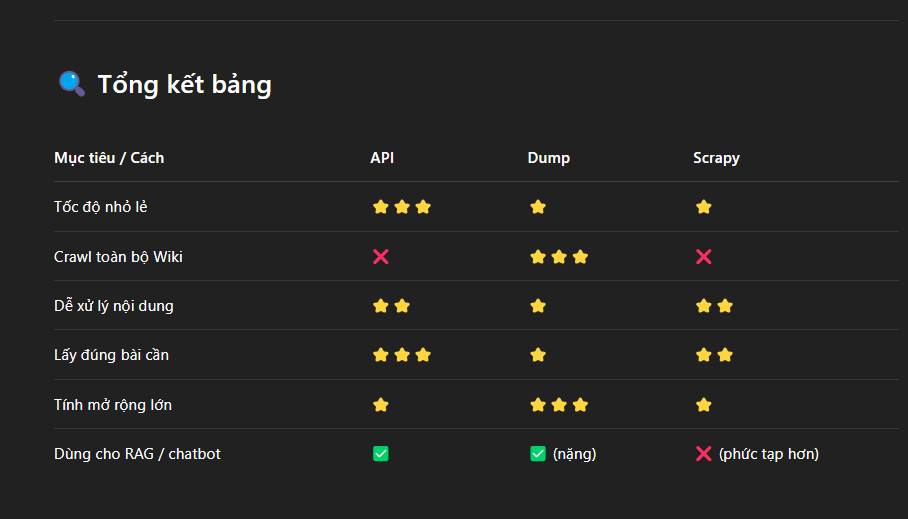 🔍 Tổng kết bảng
Mục tiêu / Cách API Dump Scrapy
Tốc độ nhỏ lẻ ⭐⭐⭐ ⭐ ⭐
Crawl toàn bộ Wiki ❌ ⭐⭐⭐ ❌
Dễ xử lý nội dung ⭐⭐ ⭐ ⭐⭐
Lấy đúng bài cần ⭐⭐⭐ ⭐ ⭐⭐
Tính mở rộng lớn ⭐ ⭐⭐⭐ ⭐
Dùng cho RAG / chatbot ✅ ✅ (nặng) ❌ (phức tạp hơn)